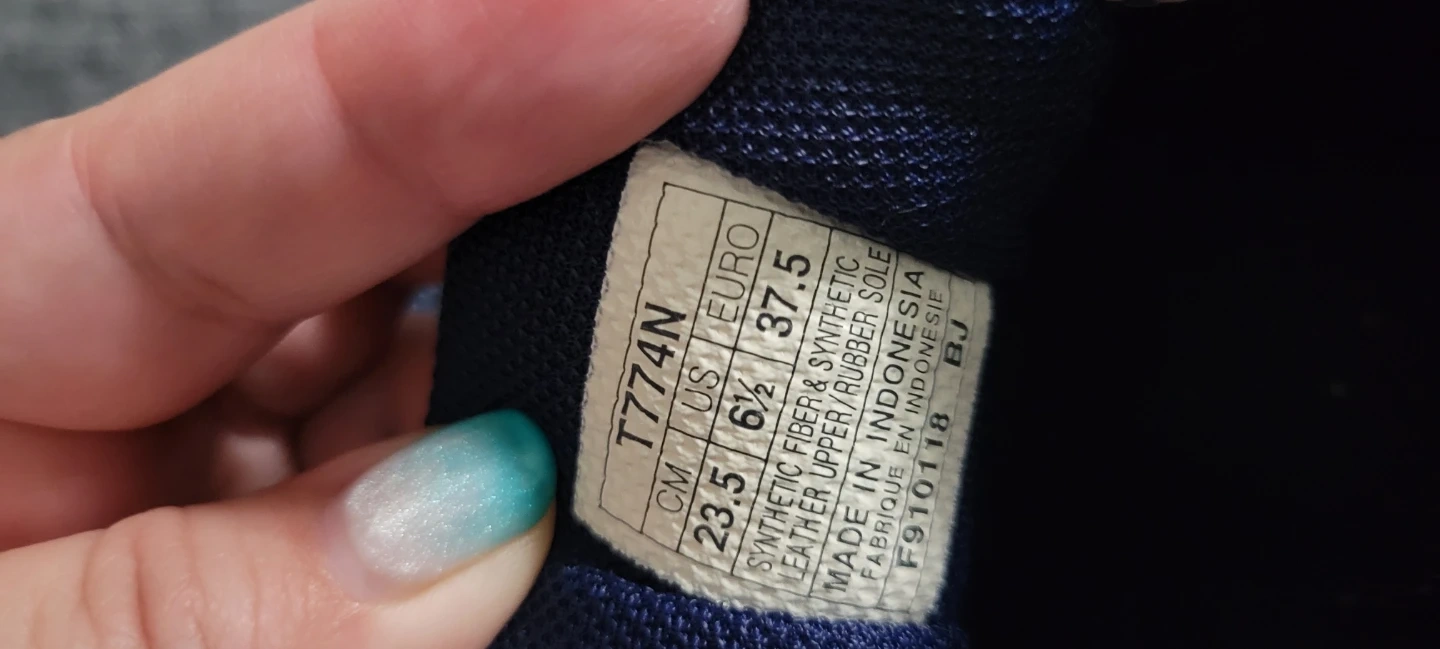 T774N
CM US EURO
23.5 6½ 37.5
SYNTHETIC FIBER & SYNTHETIC
LEATHER UPPER/RUBBER SOLE
MADE IN INDONESIA
FABRIQUE EN INDONESIE
F910118 BJ